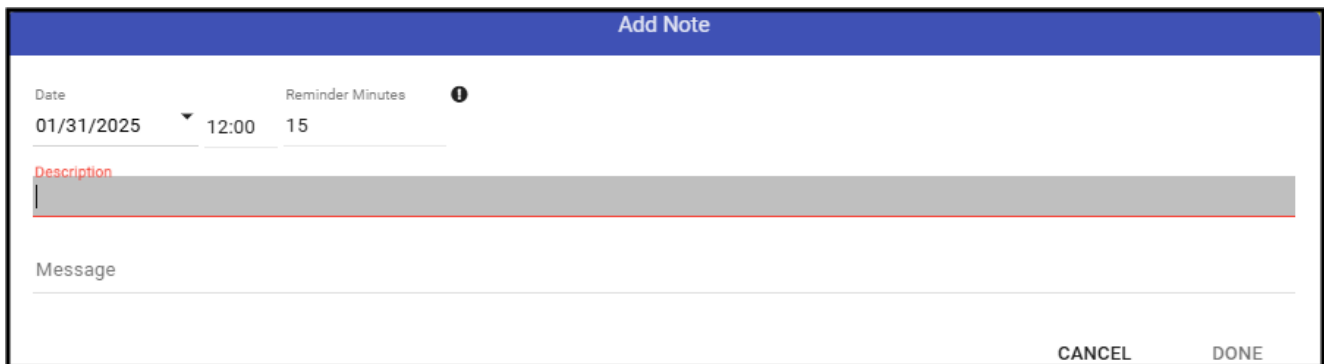 Add Note
Date Reminder Minutes
01/31/2025 12:00 15
Description
Message
CANCEL DONE